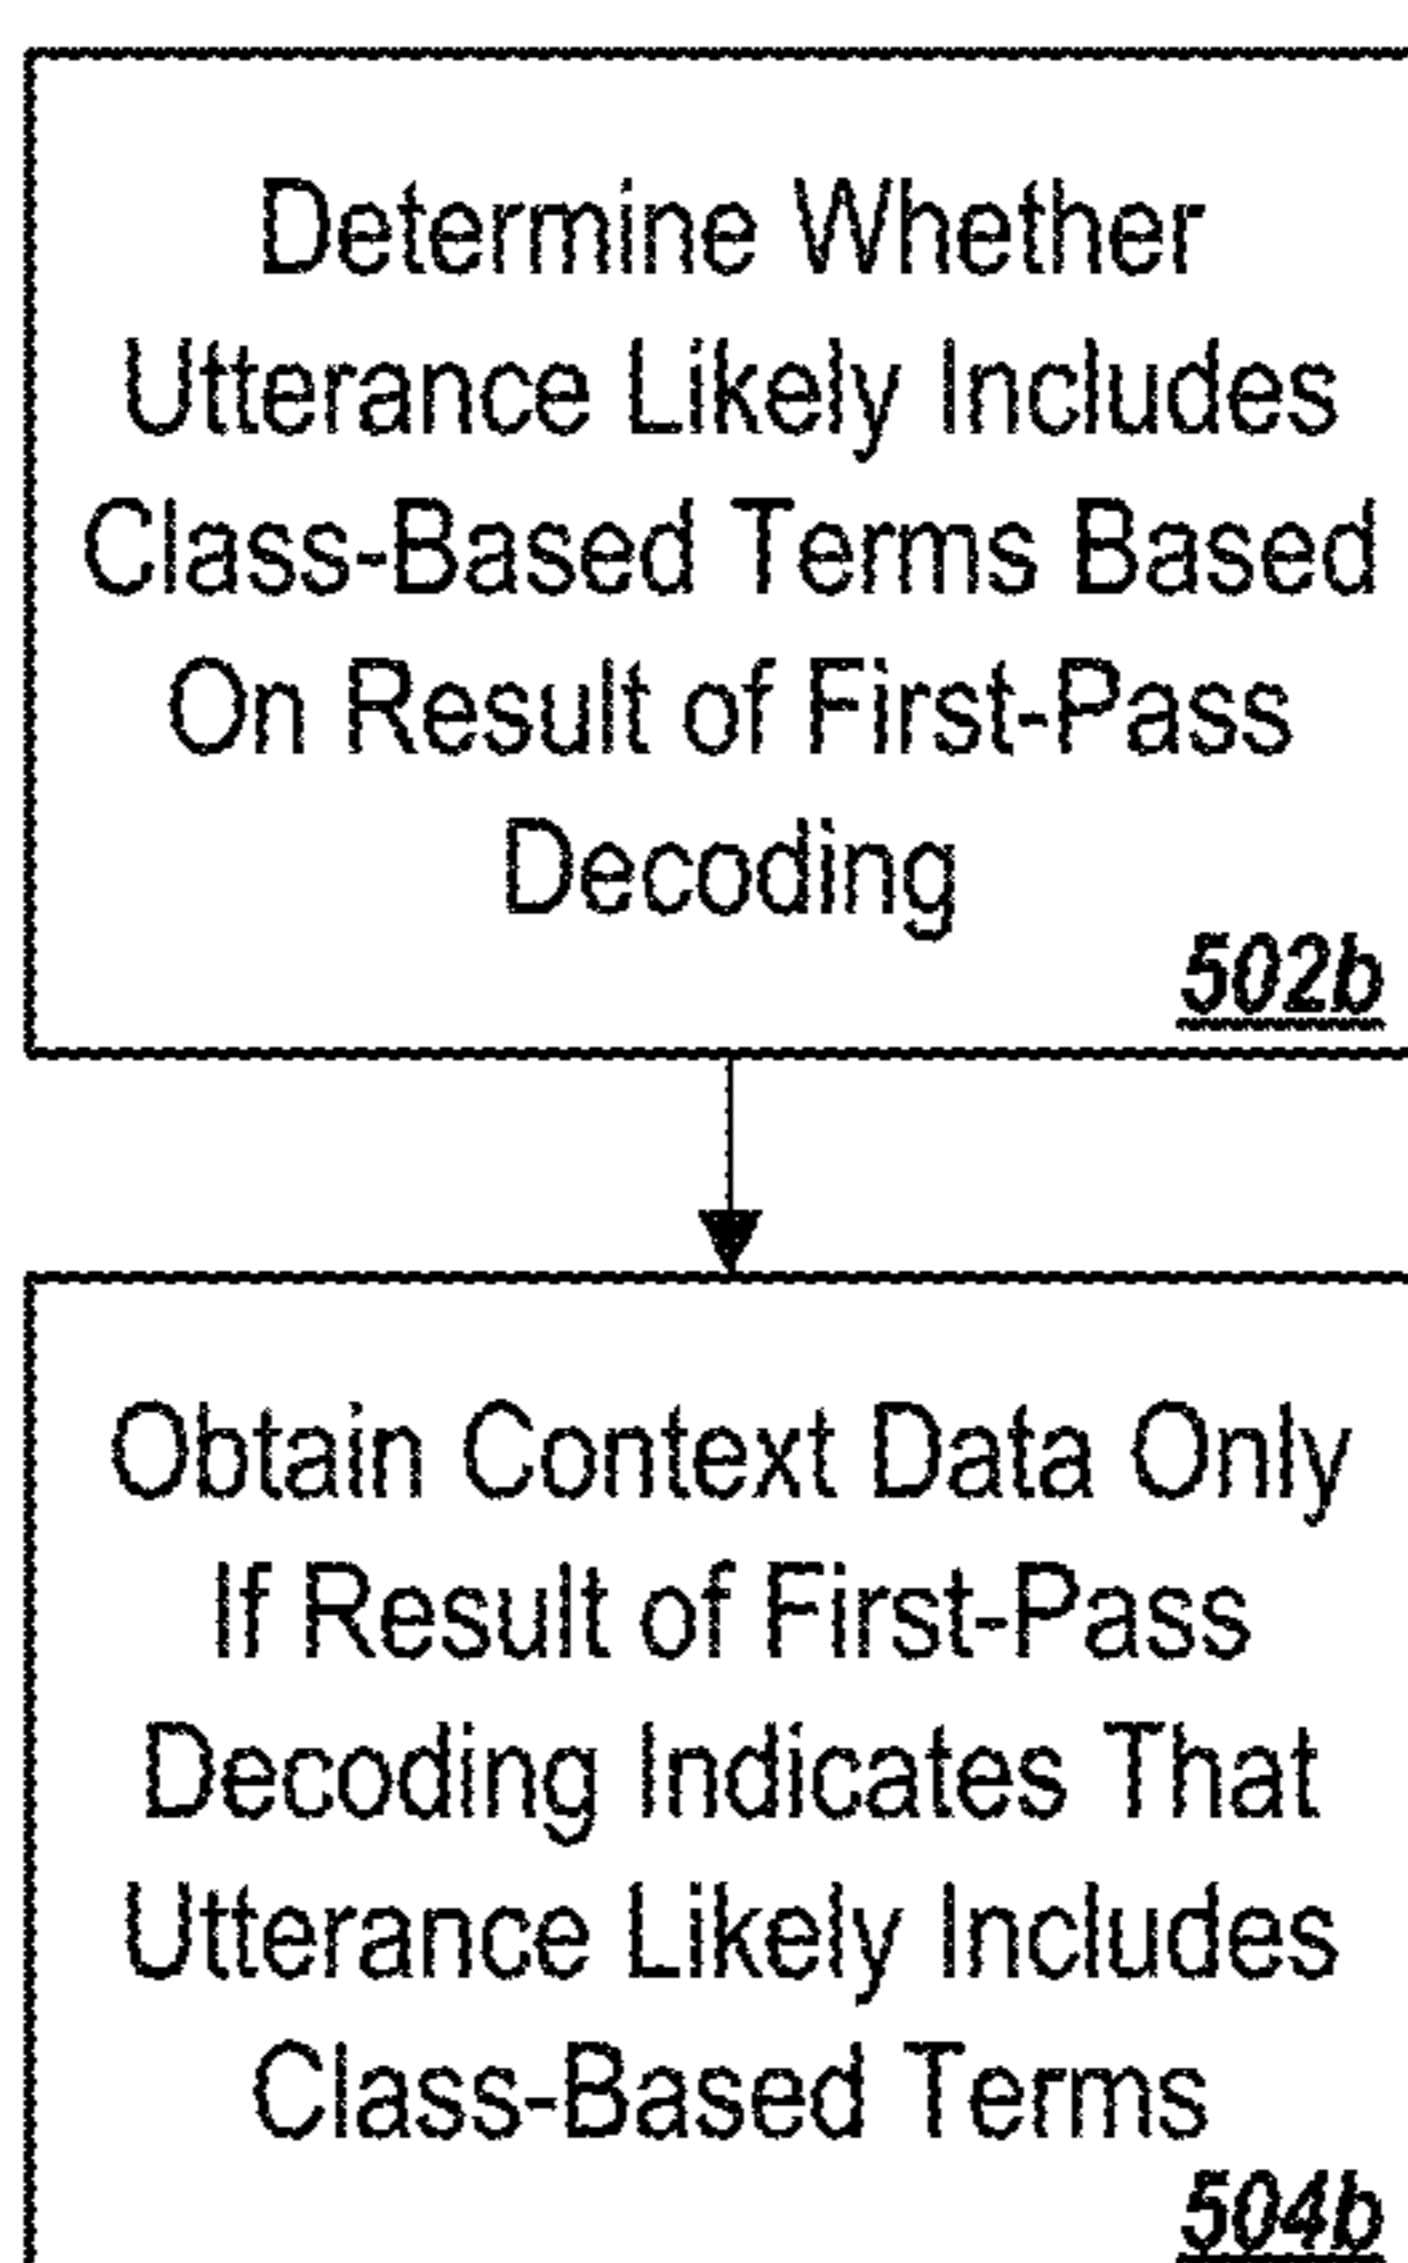 Determine Whether
Utterance Likely Includes
Class-Based Terms Based
On Result of First-Pass
Decoding
502b
Obtain Context Data Only
If Result of First-Pass
Decoding Indicates That
Utterance Likely Includes
Class-Based Terms
504b